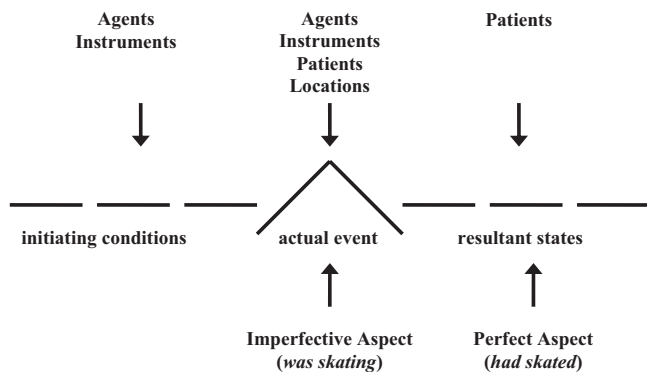 Agents
Instruments
Agents
Instruments
Patients
Locations
Patients
initiating conditions
actual event
resultant states
Imperfective Aspect
(was skating)
Perfect Aspect
(had skated)